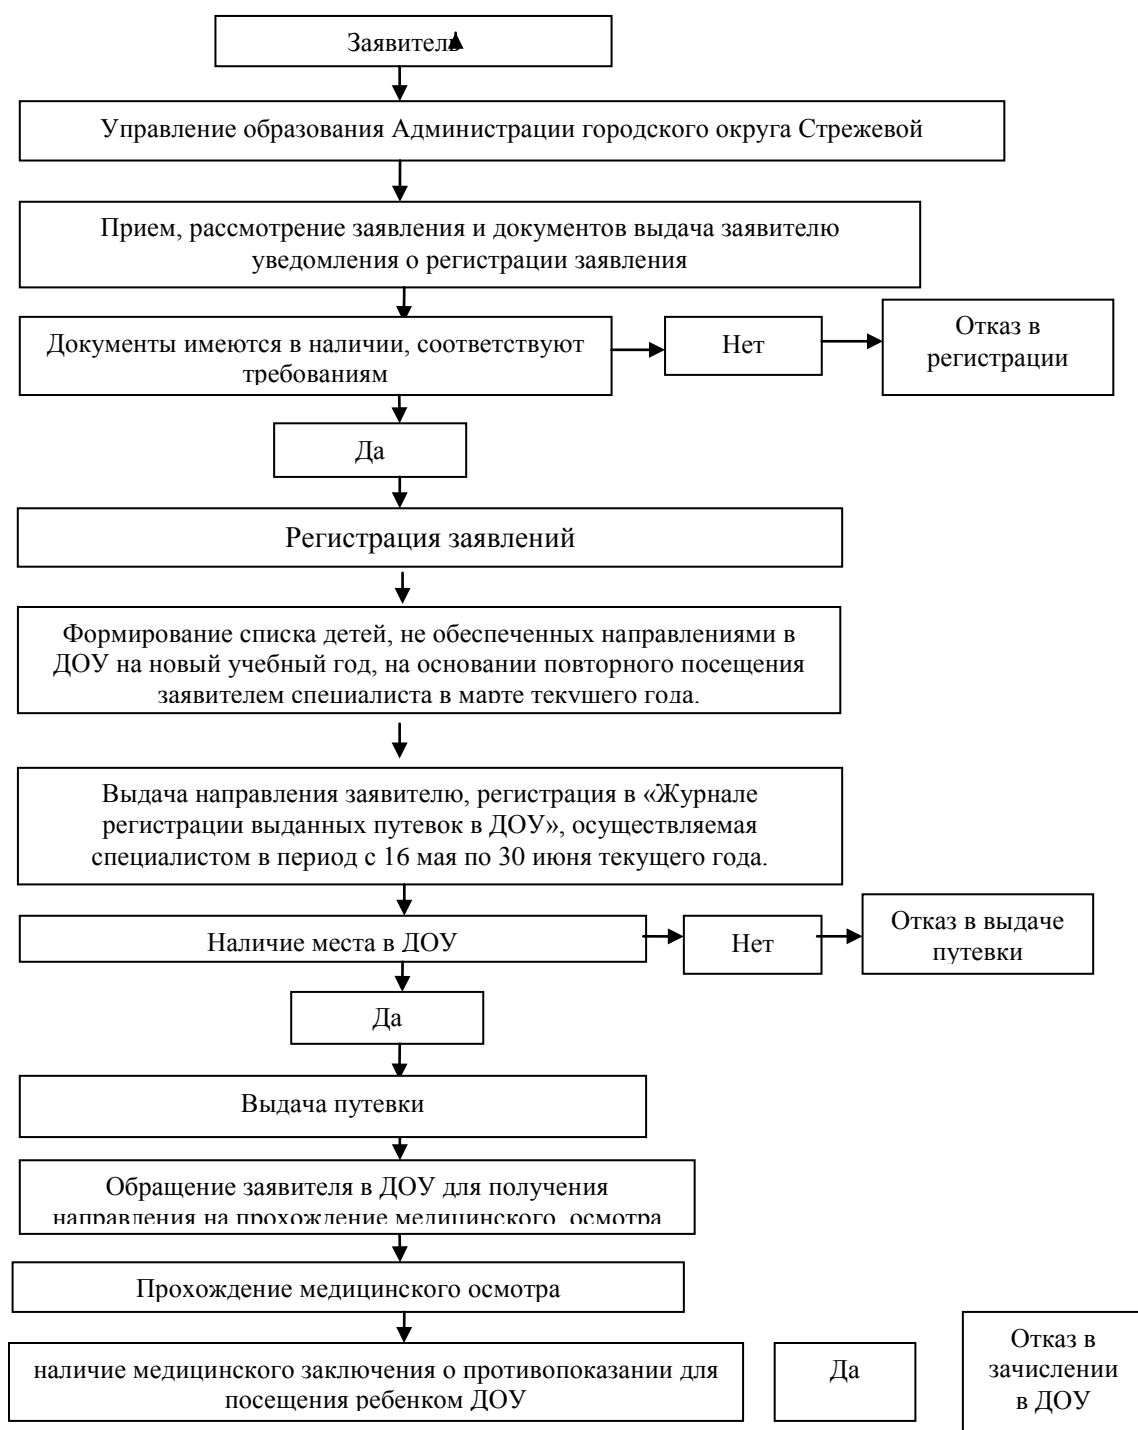 Заявитель
Управление образования Администрации городского округа Стрежевой
Прием, рассмотрение заявления и документов выдача заявителю
уведомления о регистрации заявления
Документы имеются в наличии, соответствуют
требованиям
Нет
Отказ в
регистрации
Да
Регистрация заявлений
Формирование списка детей, не обеспеченных направлениями в
ДОУ на новый учебный год, на основании повторного посещения
заявителем специалиста в марте текущего года.
Выдача направления заявителю, регистрация в «Журнале
регистрации выданных путевок в ДОУ», осуществляемая
специалистом в период с 16 мая по 30 июня текущего года.
Наличие места в ДОУ
Нет
Отказ в выдаче
путевки
Да
Выдача путевки
Обращение заявителя в ДОУ для получения
направления на прохождение медицинского осмотра
Прохождение медицинского осмотра
наличие медицинского заключения о противопоказании для
посещения ребенком ДОУ
Да
Отказ в
зачислении
в ДОУ